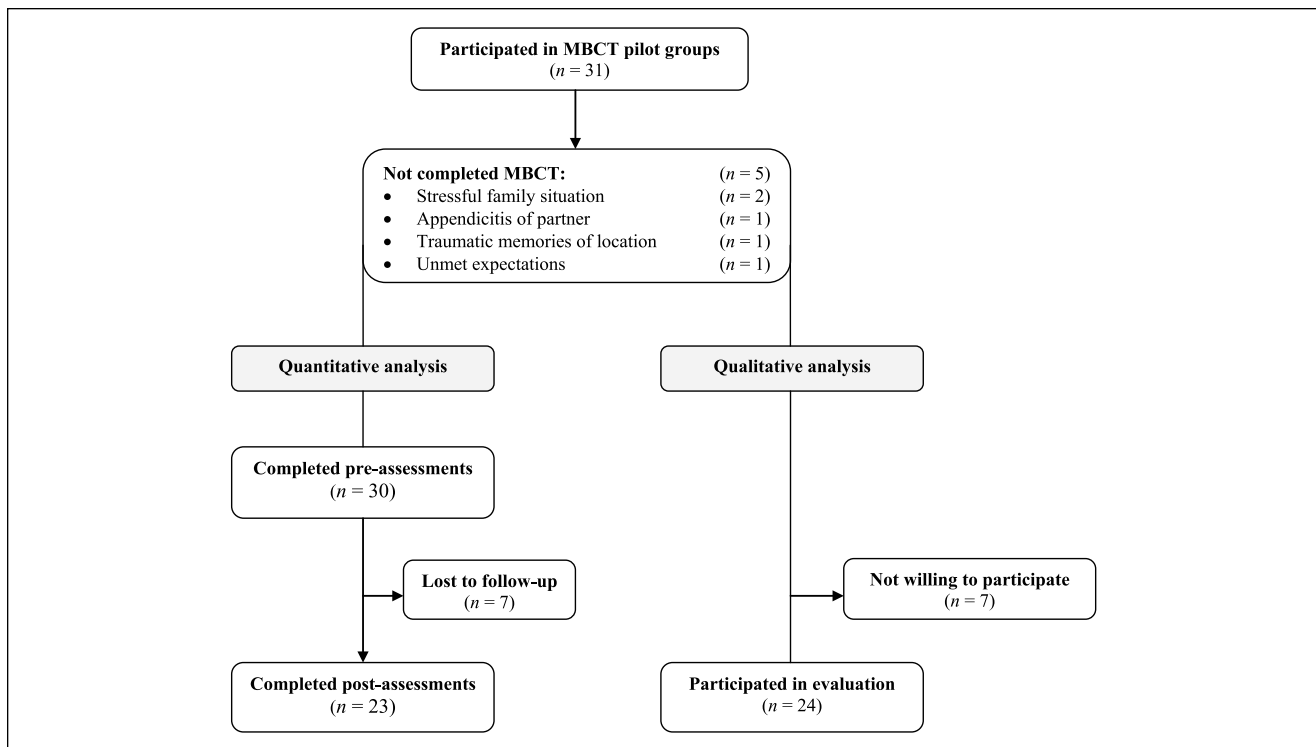 Participated in MBCT pilot groups
(n = 31)
Not completed MBCT: (n = 5)
• Stressful family situation (n = 2)
• Appendicitis of partner (n = 1)
• Traumatic memories of location (n = 1)
• Unmet expectations (n = 1)
Quantitative analysis
Qualitative analysis
Completed pre-assessments
(n = 30)
Lost to follow-up
(n = 7)
Not willing to participate
(n = 7)
Completed post-assessments
(n = 23)
Participated in evaluation
(n = 24)